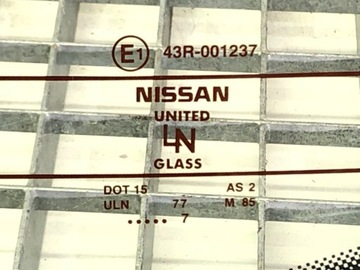 E1 43R-001237
NISSAN
UNITED
LN
GLASS
DOT 15 AS 2
ULN 77 M 85
..... 7